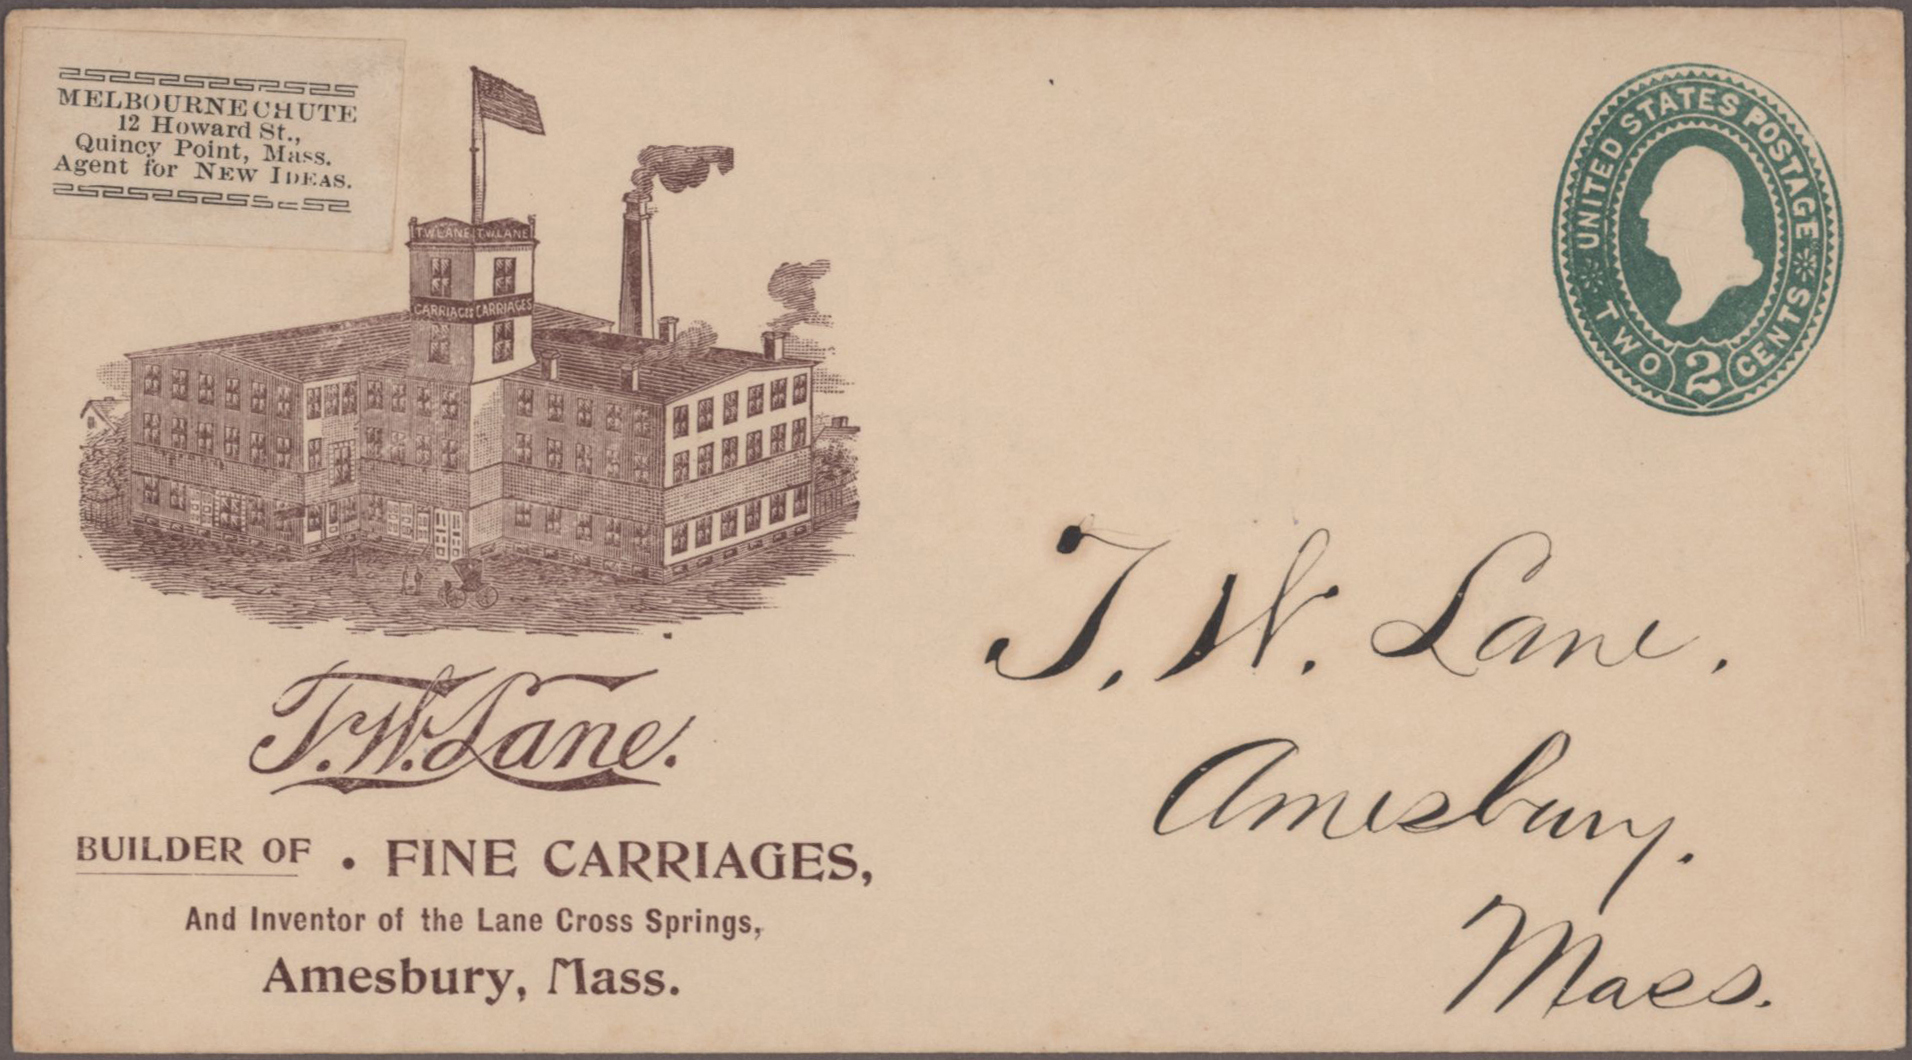 MELBOURNE CHUTE
12 Howard St.,
Quincy Point, Mass.
Agent for NEW IDEAS.
T.W.LANE T.W.LANE
CARRIAGES CARRIAGES
T.W. Lane.
BUILDER OF • FINE CARRIAGES,
And Inventor of the Lane Cross Springs,
Amesbury, Mass.
UNITED STATES POSTAGE
TWO 2 CENTS
T. W. Lane.
Amesbury.
Mass.